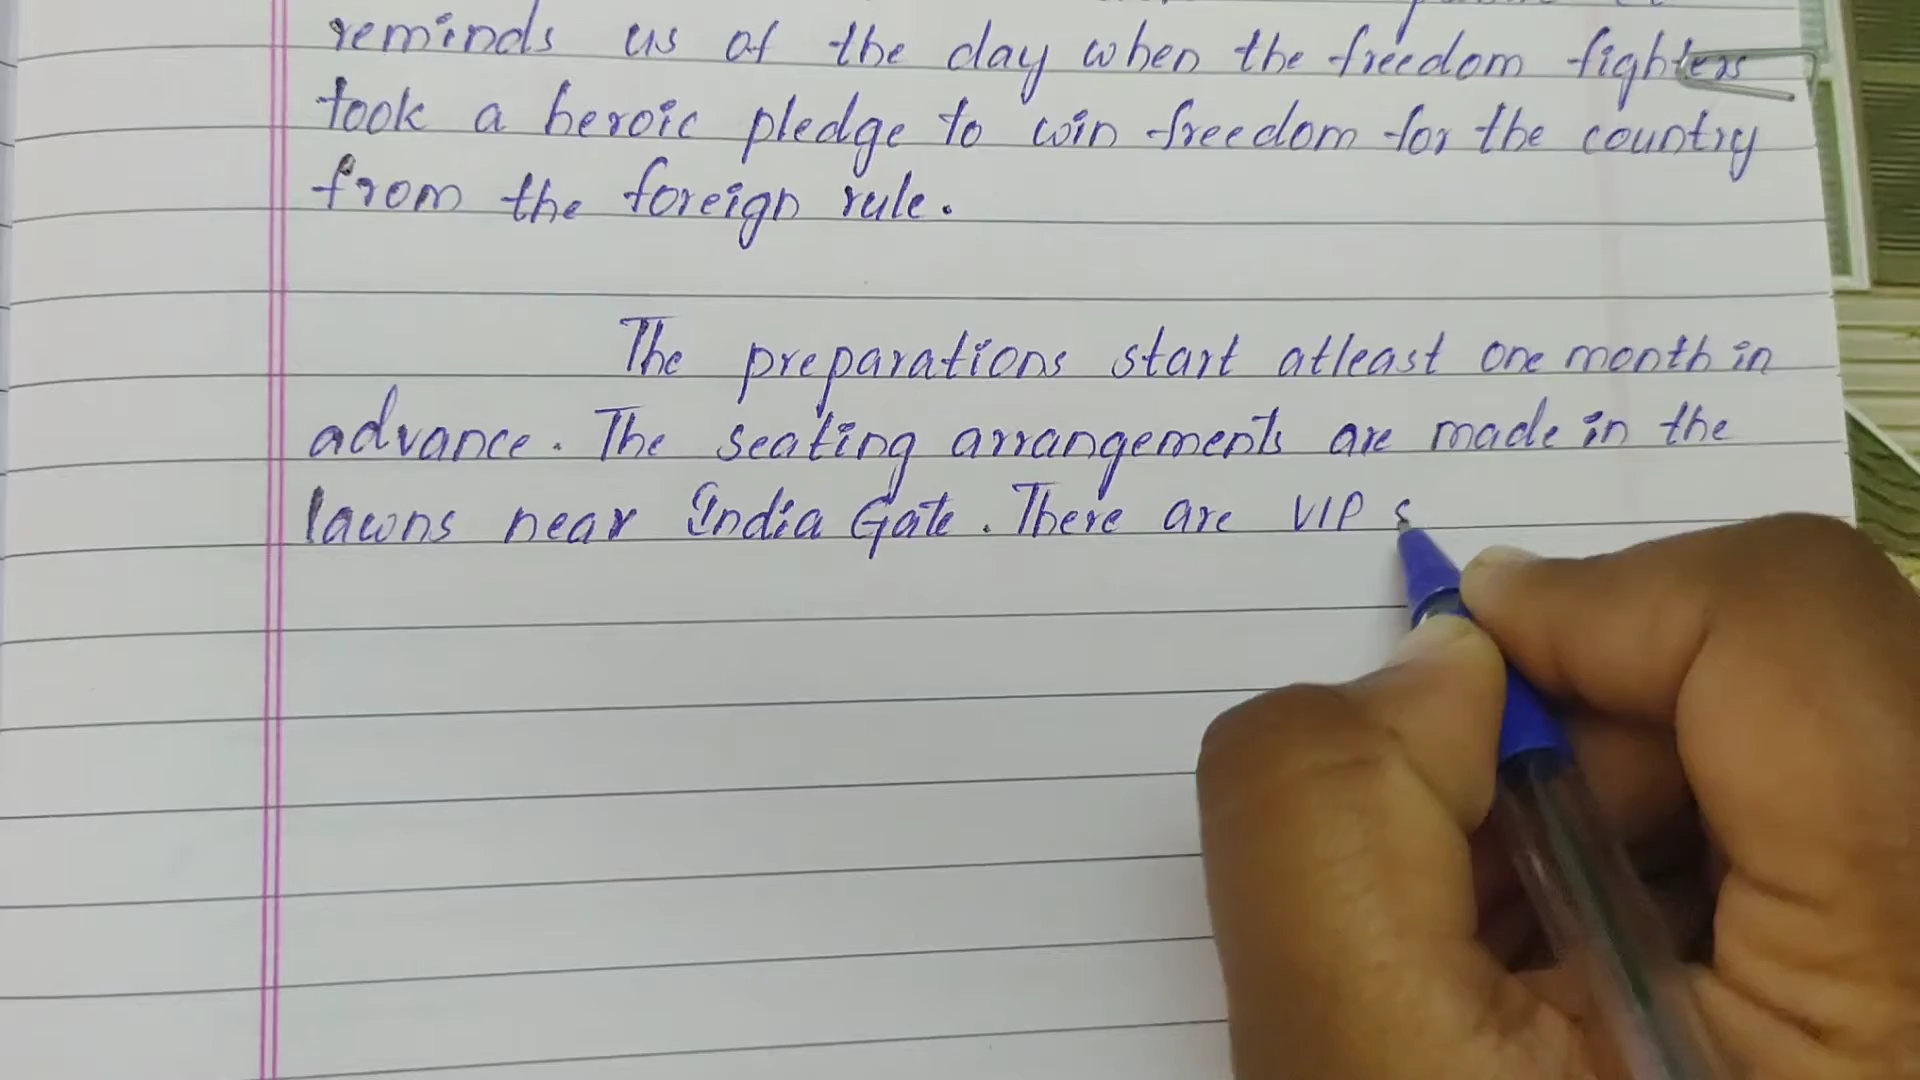 reminds us of the day when the freedom fighters
took a heroic pledge to win freedom for the country
from the foreign rule.
The preparations start atleast one month in
advance. The seating arrangements are made in the
lawns near India Gate. There are VIP s